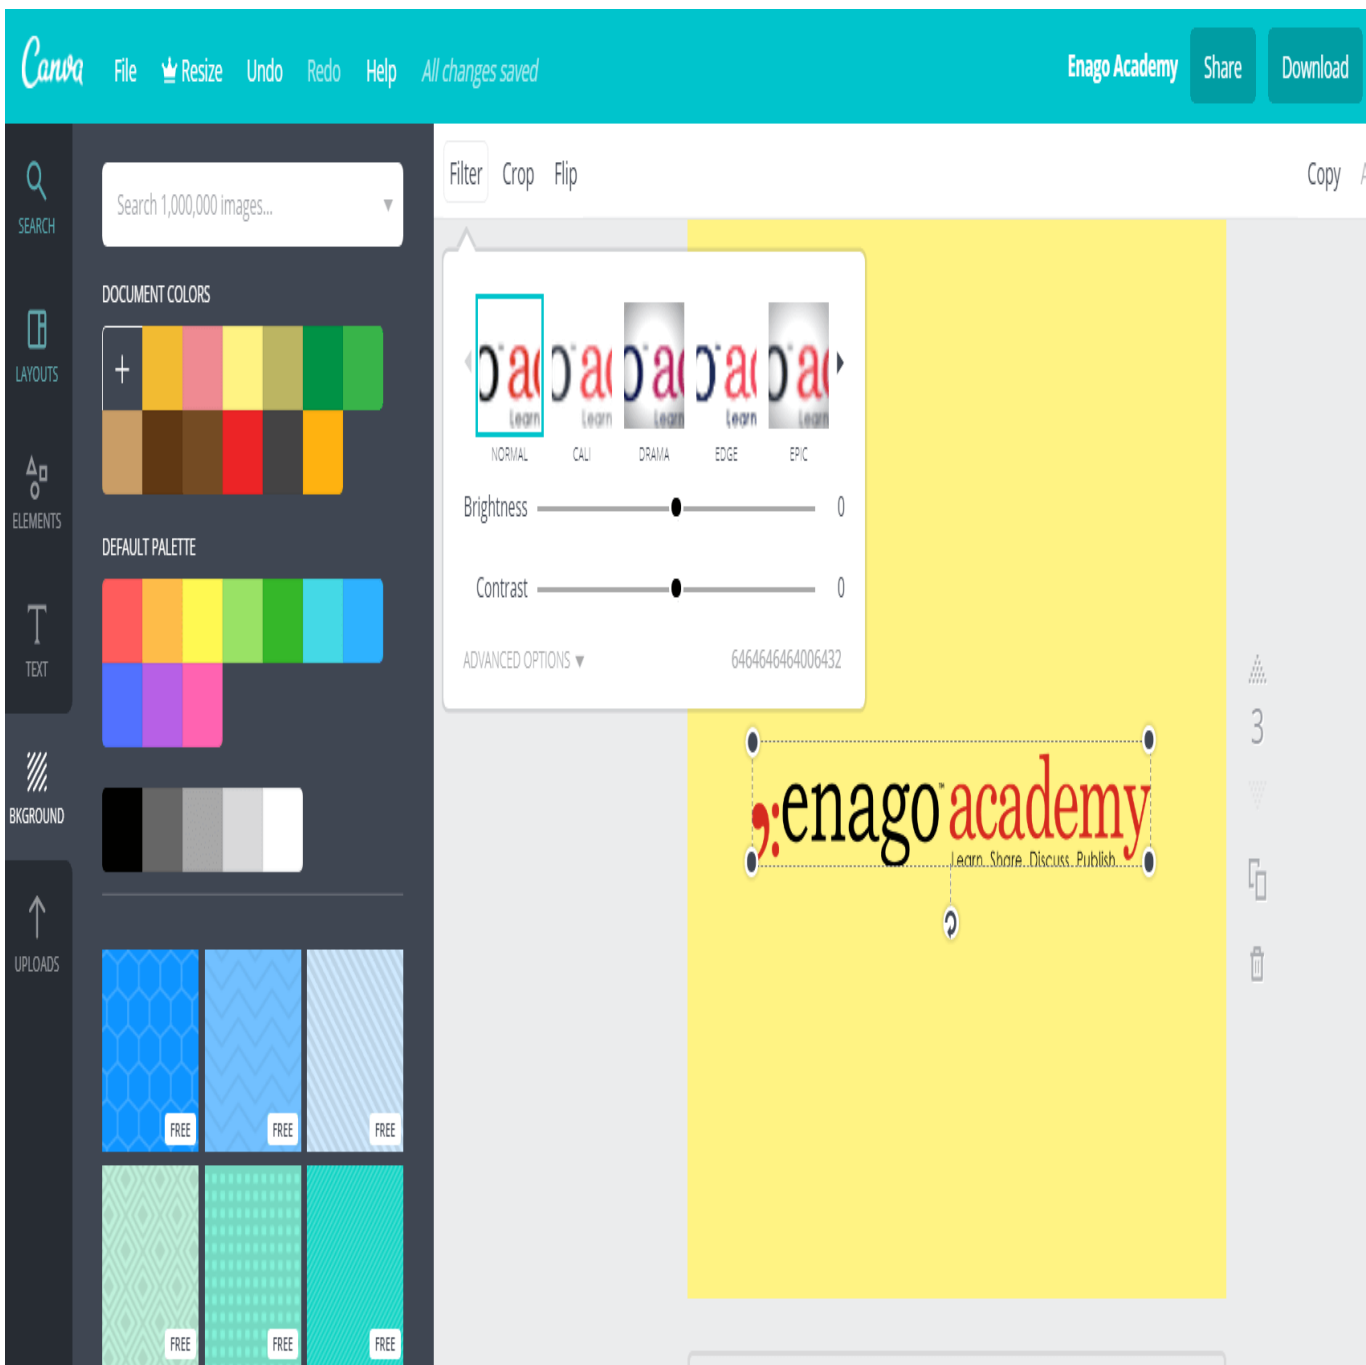 Canva File Resize Undo Redo Help All changes saved Enago Academy Share Download
SEARCH
LAYOUTS
ELEMENTS
TEXT
BKGROUND
UPLOADS
Search 1,000,000 images...
DOCUMENT COLORS
+
DEFAULT PALETTE
FREE FREE FREE
FREE FREE FREE
Filter Crop Flip Copy
NORMAL CALI DRAMA EDGE EPIC
Brightness 0
Contrast 0
ADVANCED OPTIONS 6464646464006432
enago™ academy
Learn. Share. Discuss. Publish.
3